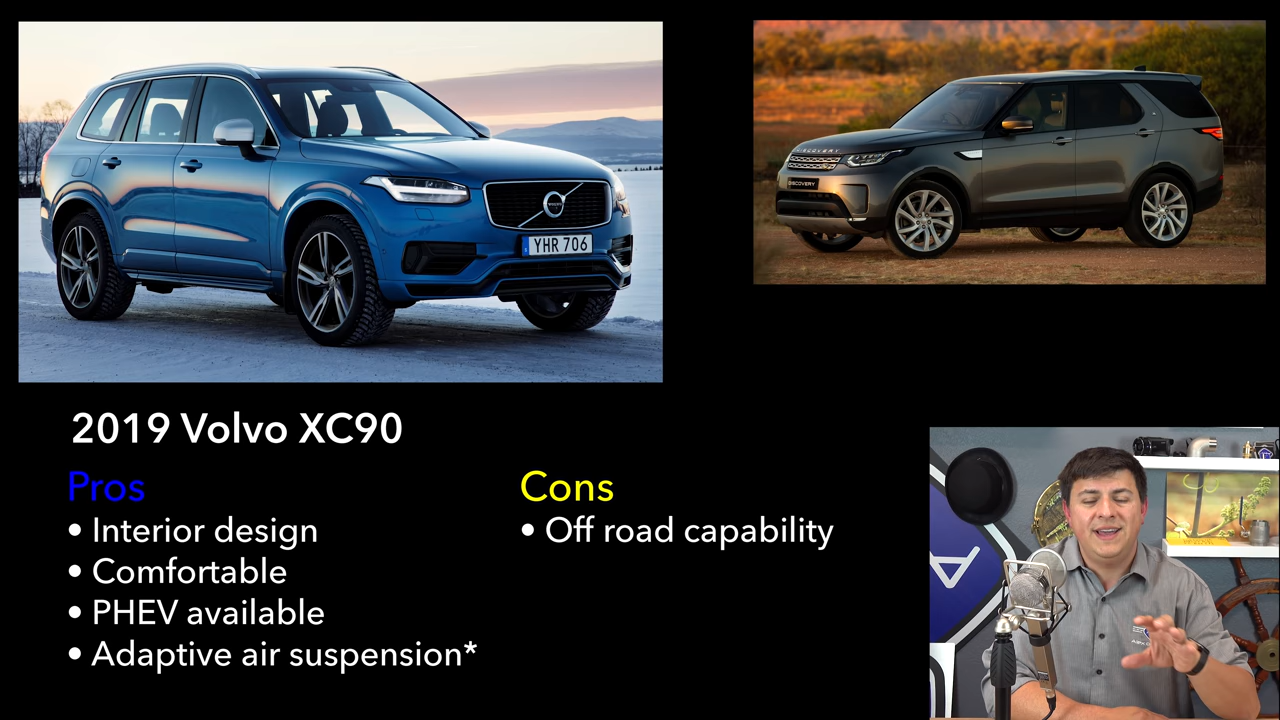 DISCOVERY
DISCOVERY
YHR 706
2019 Volvo XC90
Pros
• Interior design
• Comfortable
• PHEV available
• Adaptive air suspension*
Cons
• Off road capability